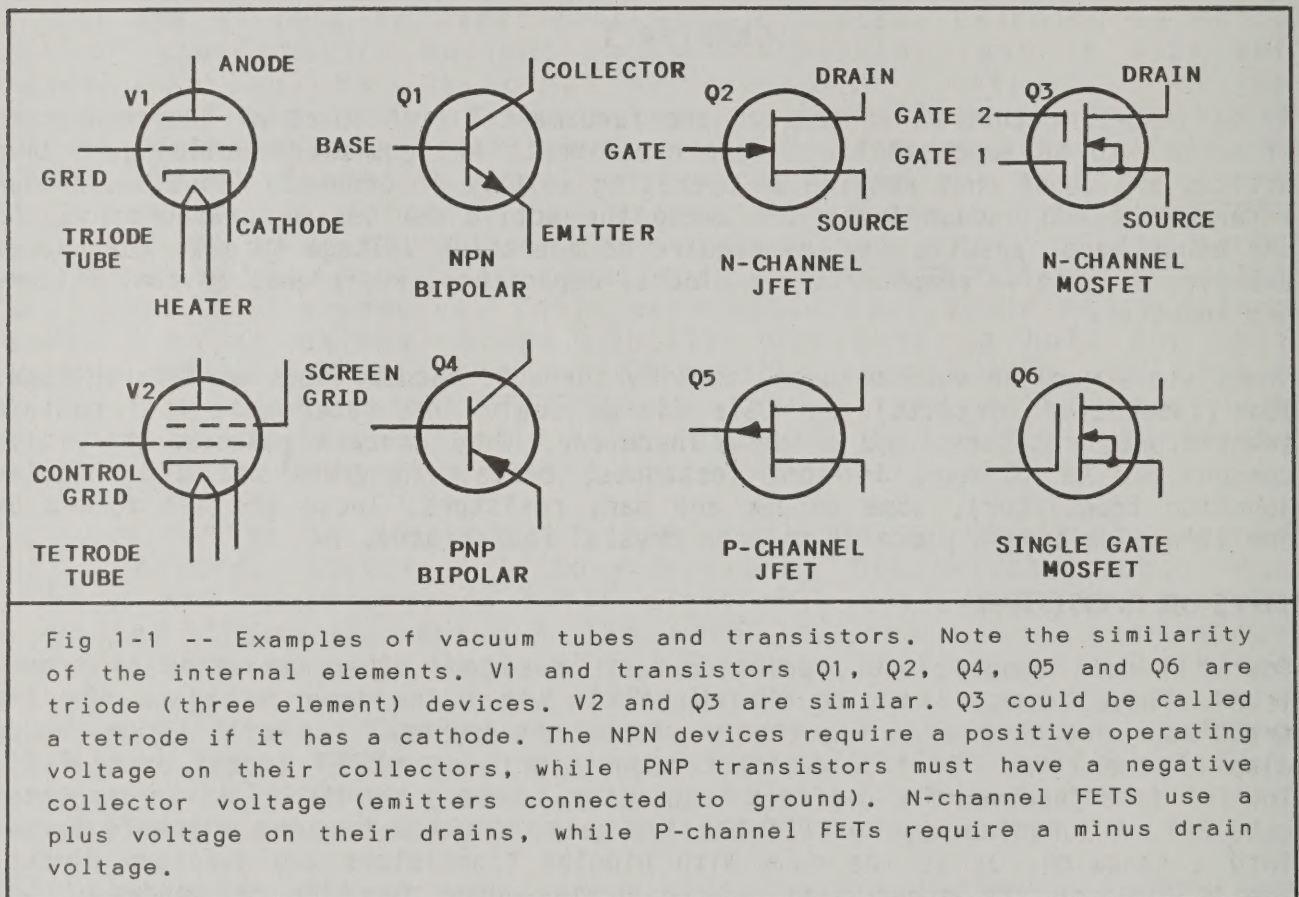 ANODE
V1
GRID
TRIODE
TUBE
CATHODE
HEATER
Q1
COLLECTOR
BASE
EMITTER
NPN
BIPOLAR
Q2
DRAIN
GATE
SOURCE
N-CHANNEL
JFET
Q3
DRAIN
GATE 2
GATE 1
SOURCE
N-CHANNEL
MOSFET
V2
SCREEN
GRID
CONTROL
GRID
TETRODE
TUBE
Q4
PNP
BIPOLAR
Q5
P-CHANNEL
JFET
Q6
SINGLE GATE
MOSFET
Fig 1-1 -- Examples of vacuum tubes and transistors. Note the similarity
of the internal elements. V1 and transistors Q1, Q2, Q4, Q5 and Q6 are
triode (three element) devices. V2 and Q3 are similar. Q3 could be called
a tetrode if it has a cathode. The NPN devices require a positive operating
voltage on their collectors, while PNP transistors must have a negative
collector voltage (emitters connected to ground). N-channel FETS use a
plus voltage on their drains, while P-channel FETs require a minus drain
voltage.